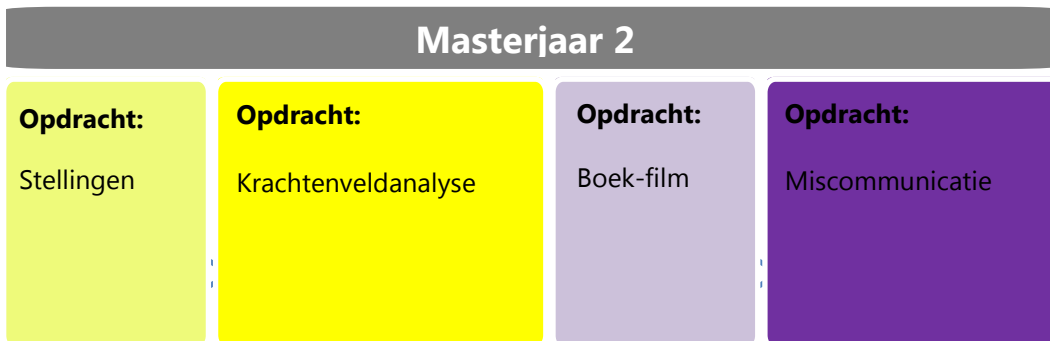 Masterjaar 2
Opdracht:
Stellingen
Opdracht:
Krachtenveldanalyse
Opdracht:
Boek-film
Opdracht:
Miscommunicatie